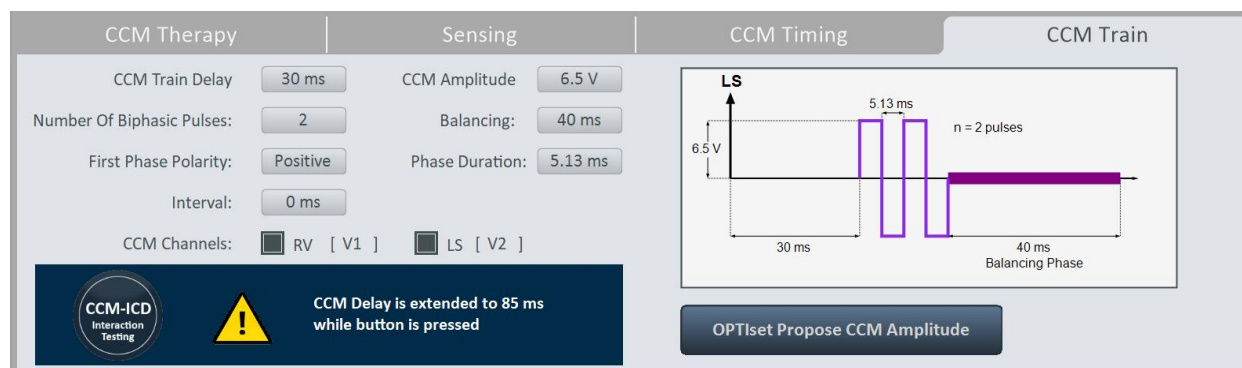 CCM Therapy
Sensing
CCM Timing
CCM Train
CCM Train Delay
30 ms
CCM Amplitude
6.5 V
Number Of Biphasic Pulses:
2
Balancing:
40 ms
First Phase Polarity:
Positive
Phase Duration:
5.13 ms
Interval:
0 ms
CCM Channels:
RV [ V1 ]
LS [ V2 ]
CCM-ICD
Interaction
Testing
!
CCM Delay is extended to 85 ms
while button is pressed
LS
5.13 ms
n = 2 pulses
6.5 V
30 ms
40 ms
Balancing Phase
OPTIset Propose CCM Amplitude